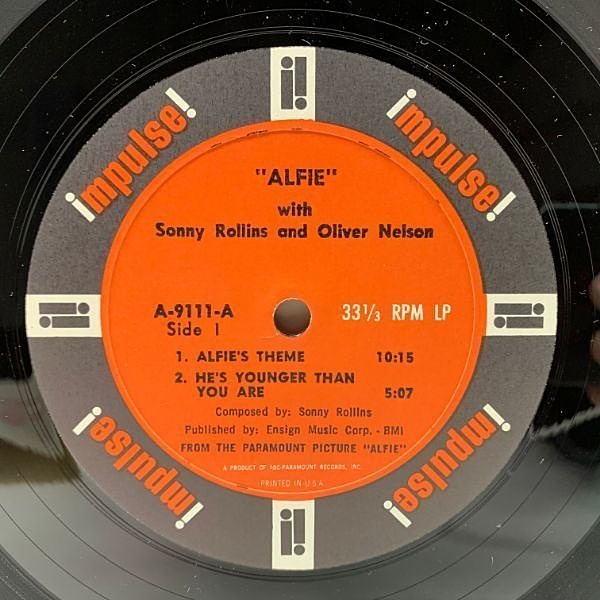 impulse!
impulse!
"ALFIE"
with
Sonny Rollins and Oliver Nelson
A-9111-A
33 1/3 RPM LP
Side 1
1. ALFIE'S THEME 10:15
2. HE'S YOUNGER THAN
YOU ARE 5:07
Composed by: Sonny Rollins
Published by: Ensign Music Corp. - BMI
FROM THE PARAMOUNT PICTURE "ALFIE"
A PRODUCT OF ABC-PARAMOUNT RECORDS, INC.
PRINTED IN U.S.A.
impulse!
impulse!